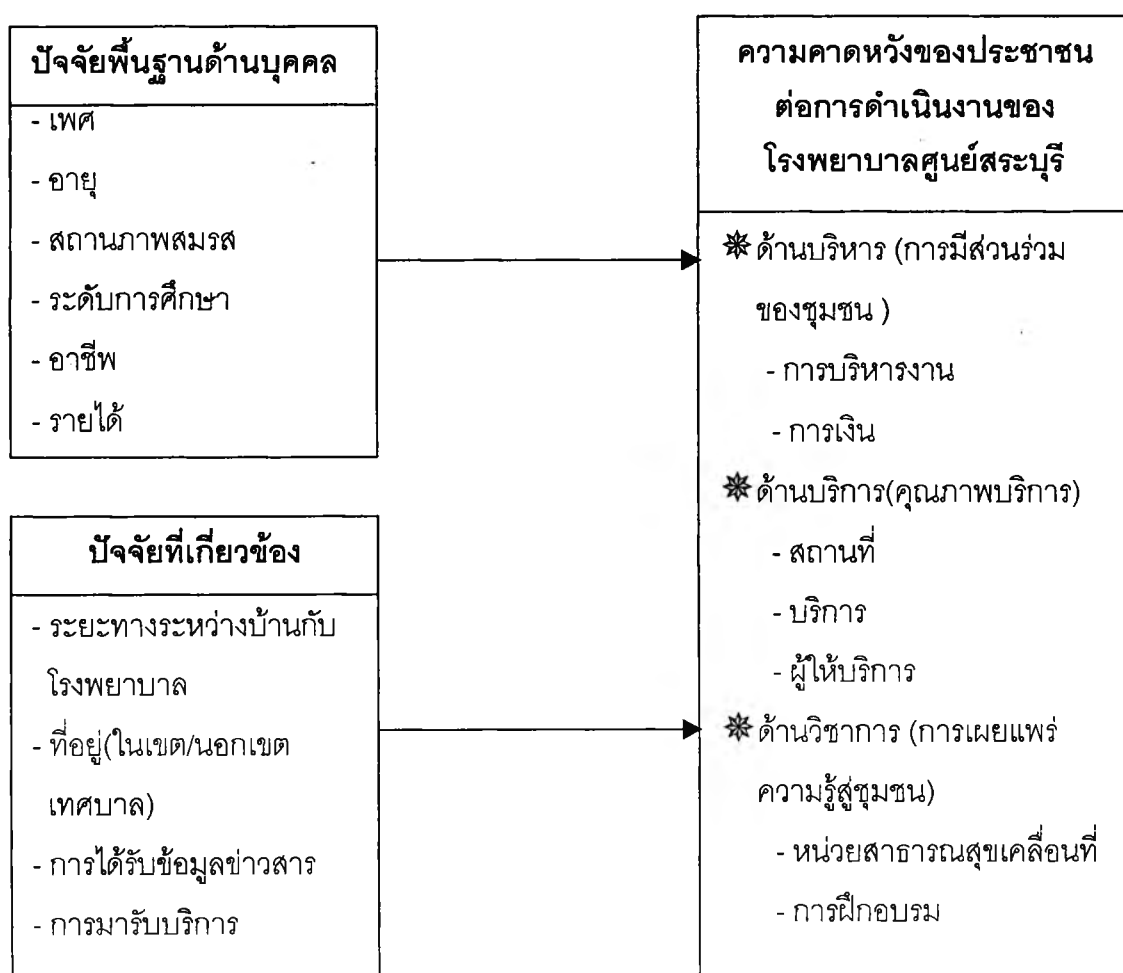 ปัจจัยพื้นฐานด้านบุคคล
- เพศ
- อายุ
- สถานภาพสมรส
- ระดับการศึกษา
- อาชีพ
- รายได้
ปัจจัยที่เกี่ยวข้อง
- ระยะทางระหว่างบ้านกับ
โรงพยาบาล
- ที่อยู่(ในเขต/นอกเขต
เทศบาล)
- การได้รับข้อมูลข่าวสาร
- การมารับบริการ
ความคาดหวังของประชาชน
ต่อการดำเนินงานของ
โรงพยาบาลศูนย์สระบุรี
ด้านบริหาร (การมีส่วนร่วม
ของชุมชน )
- การบริหารงาน
- การเงิน
ด้านบริการ(คุณภาพบริการ)
- สถานที่
- บริการ
- ผู้ให้บริการ
ด้านวิชาการ (การเผยแพร่
ความรู้สู่ชุมชน)
- หน่วยสาธารณสุขเคลื่อนที่
- การฝึกอบรม